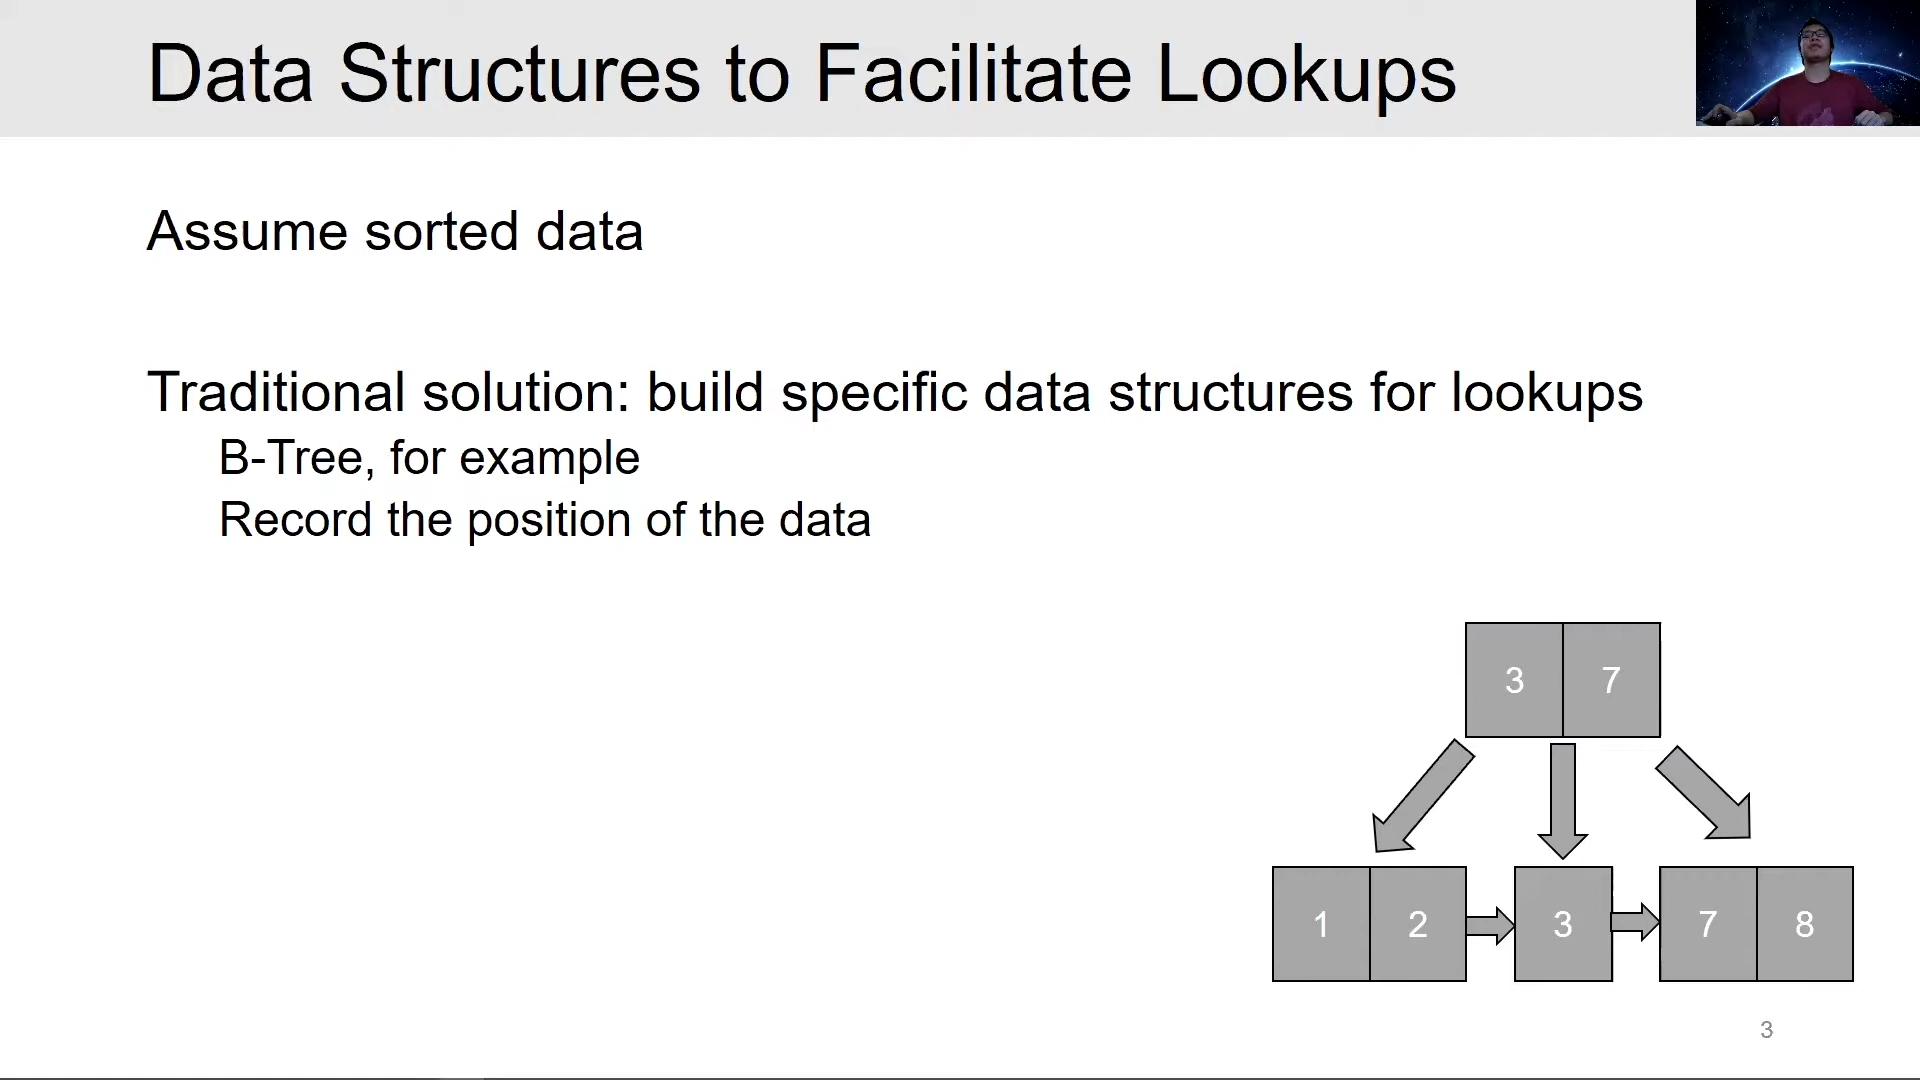 Data Structures to Facilitate Lookups
Assume sorted data
Traditional solution: build specific data structures for lookups
B-Tree, for example
Record the position of the data
3 7
1 2 3 7 8
3